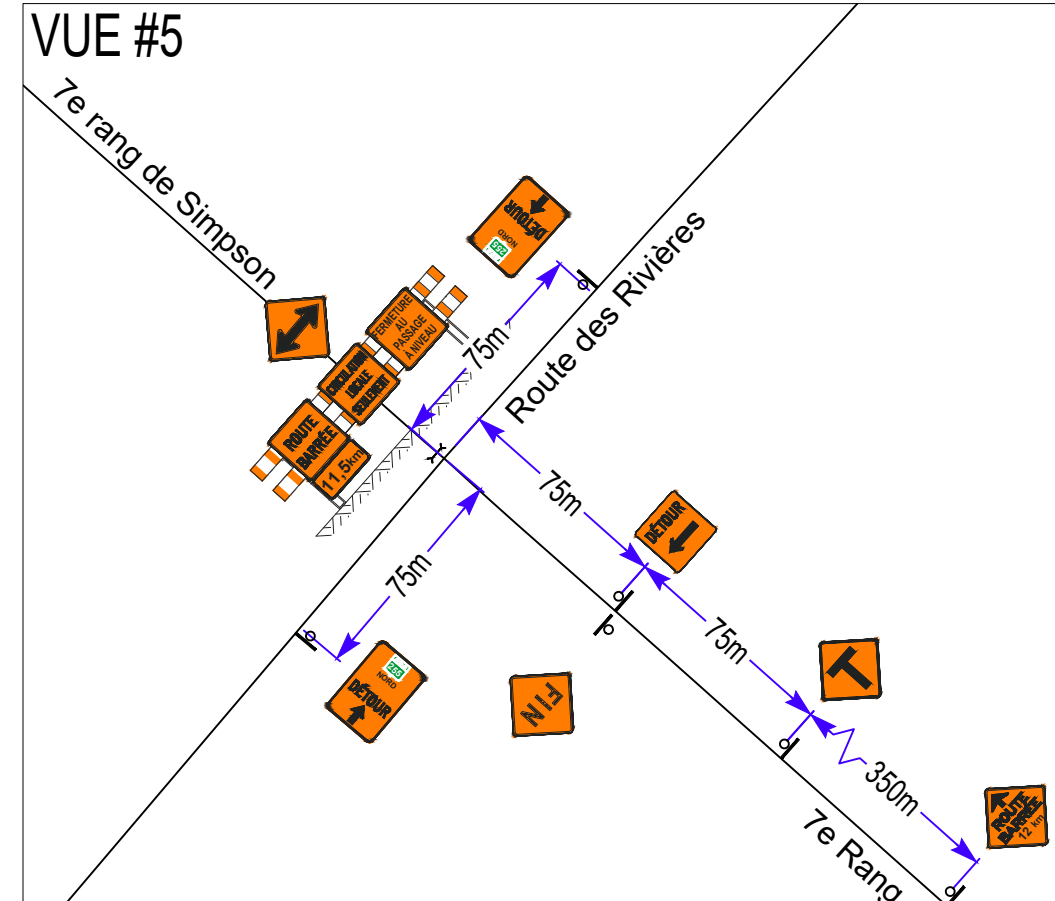 VUE #5
7e rang de Simpson
DÉTOUR
NORD
255
Route des Rivières
FERMETURE
AU
PASSAGE
À NIVEAU
CIRCULATION
LOCALE
SEULEMENT
ROUTE
BARRÉE
11,5km
75m
75m
75m
DÉTOUR
75m
255
NORD
DÉTOUR
FIN
350m
ROUTE
BARRÉE
12 km
7e Rang